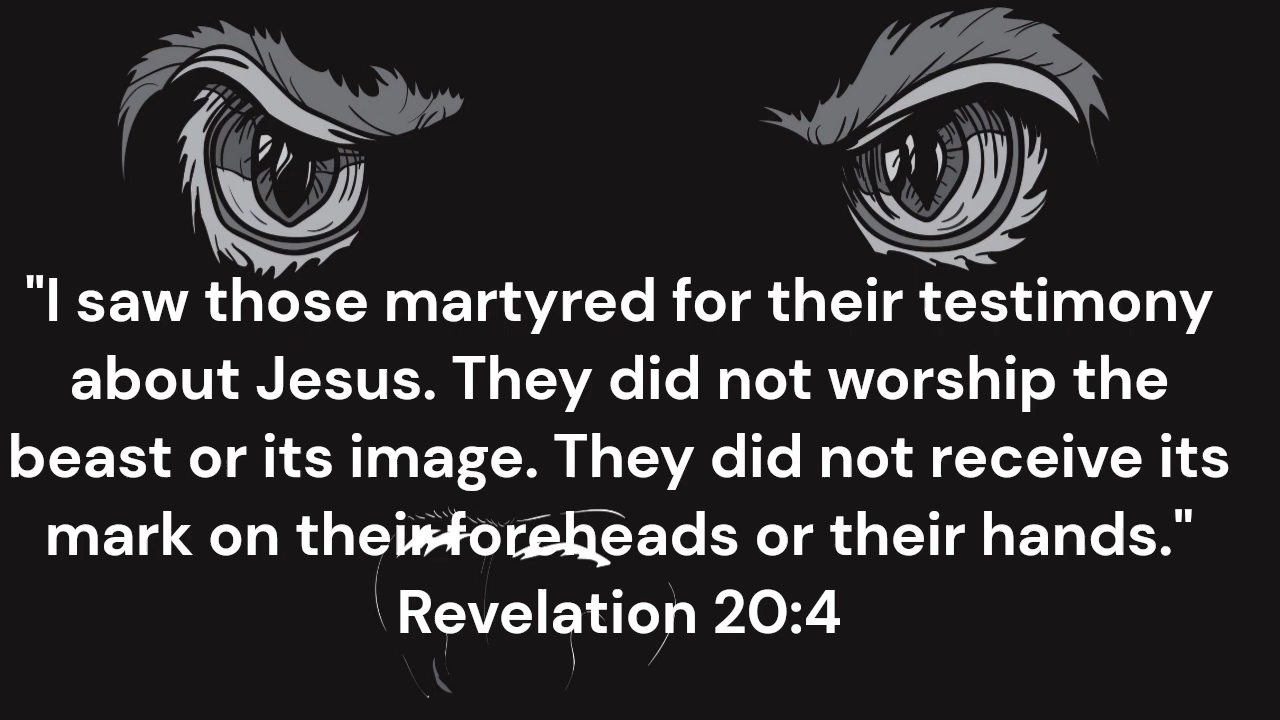 "I saw those martyred for their testimony
about Jesus. They did not worship the
beast or its image. They did not receive its
mark on their foreheads or their hands."
Revelation 20:4